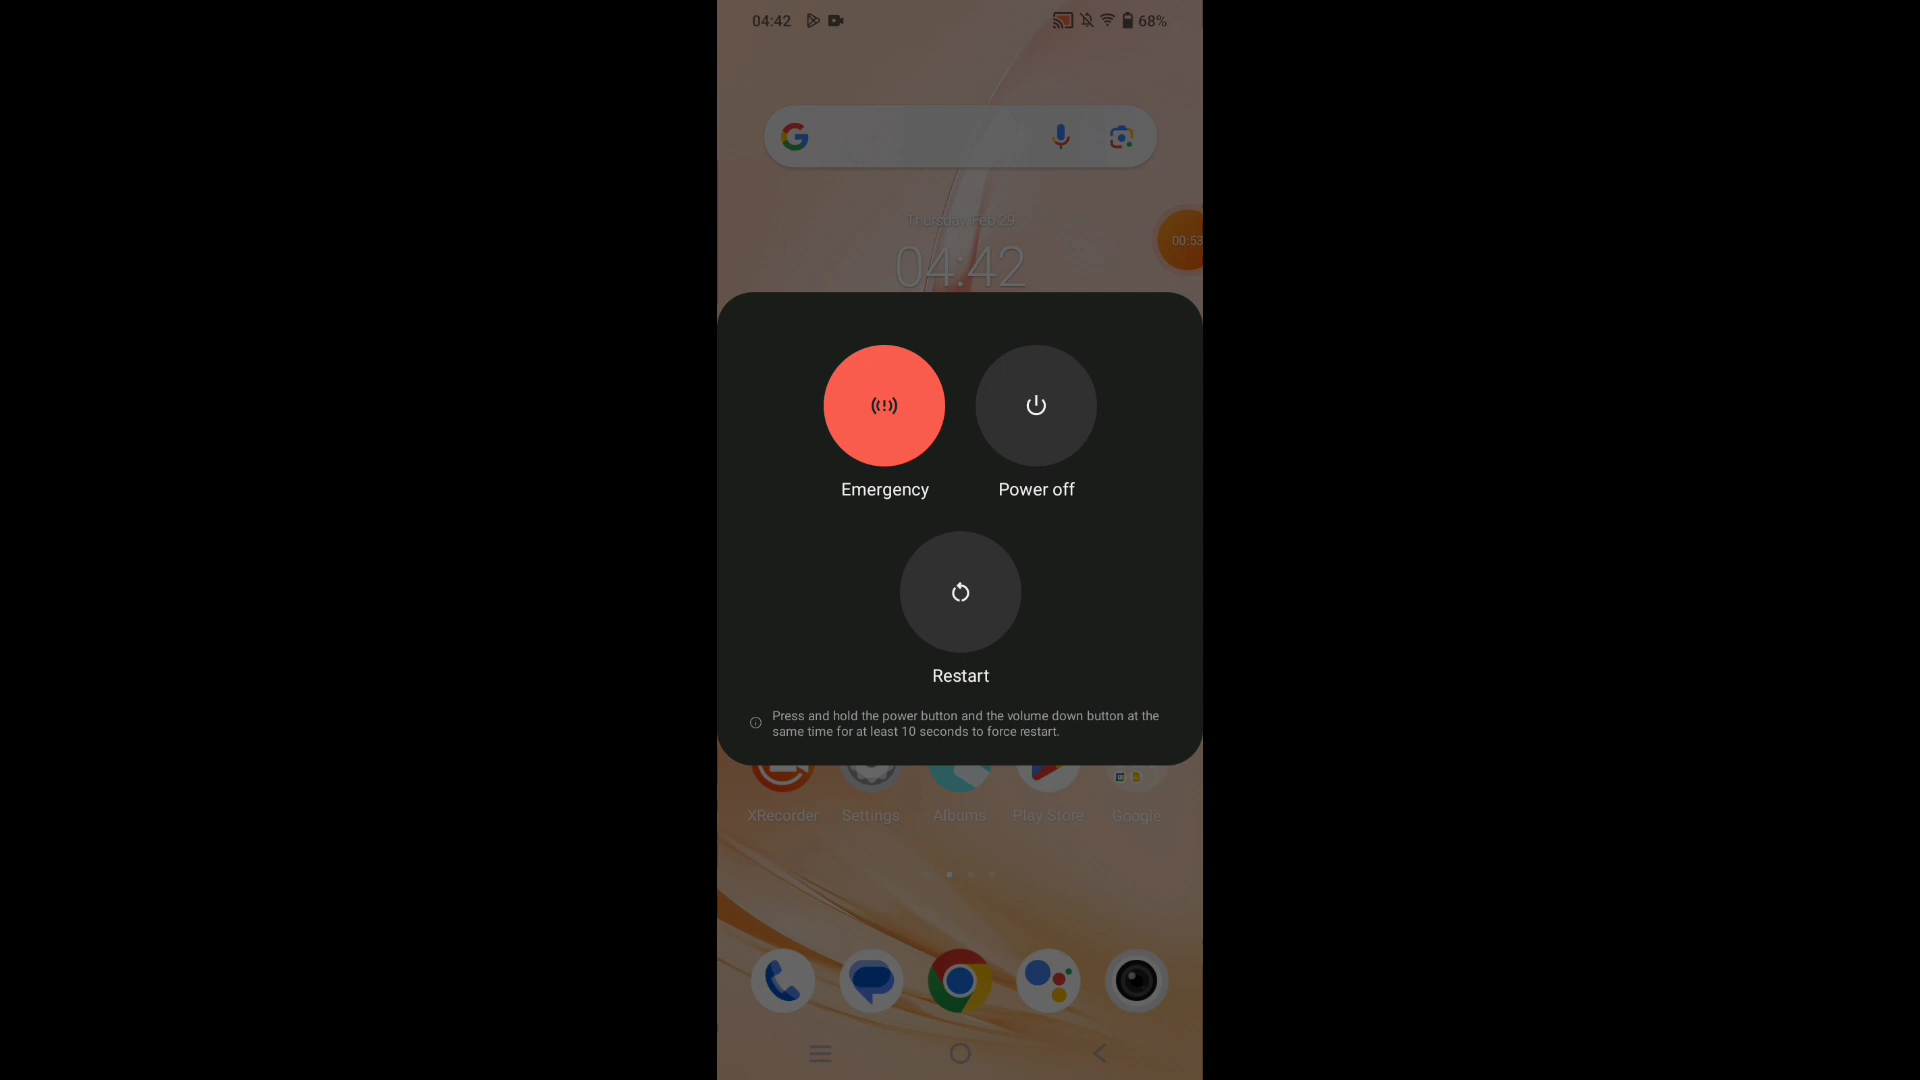 04:42
68%
Thursday, Feb 29
04:42
00:53
Emergency
Power off
Restart
Press and hold the power button and the volume down button at the
same time for at least 10 seconds to force restart.
XRecorder
Settings
Albums
Play Store
Google